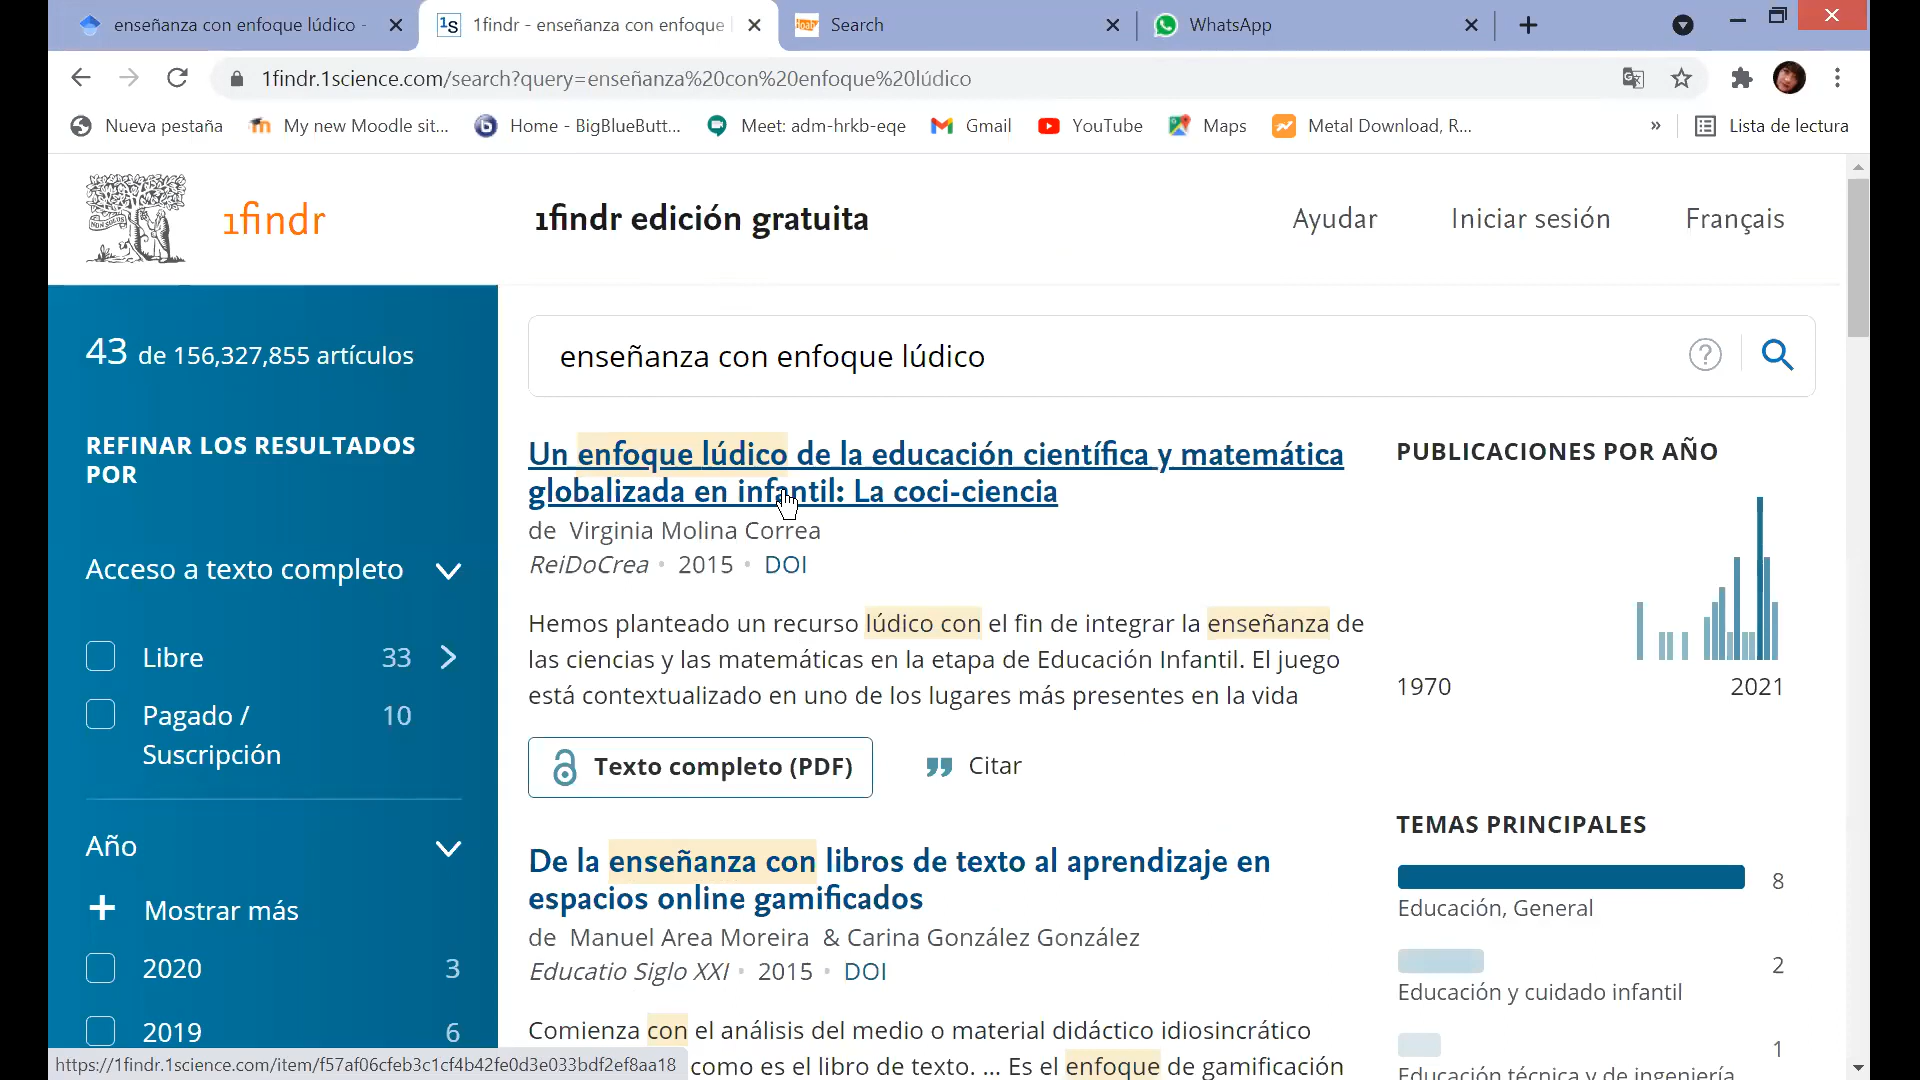 enseñanza con enfoque lúdico -
1findr - enseñanza con enfoque
Search
WhatsApp
1findr.1science.com/search?query=enseñanza%20con%20enfoque%20lúdico
Nueva pestaña
My new Moodle sit...
Home - BigBlueButt...
Meet: adm-hrkb-eqe
Gmail
YouTube
Maps
Metal Download, R...
»
Lista de lectura
1findr
1findr edición gratuita
Ayudar
Iniciar sesión
Français
43 de 156,327,855 artículos
REFINAR LOS RESULTADOS
POR
Acceso a texto completo
Libre 33
Pagado / 10
Suscripción
Año
+ Mostrar más
2020 3
2019 6
enseñanza con enfoque lúdico
Un enfoque lúdico de la educación científica y matemática
globalizada en infantil: La coci-ciencia
de Virginia Molina Correa
ReiDoCrea • 2015 • DOI
Hemos planteado un recurso lúdico con el fin de integrar la enseñanza de
las ciencias y las matemáticas en la etapa de Educación Infantil. El juego
está contextualizado en uno de los lugares más presentes en la vida
Texto completo (PDF)
Citar
De la enseñanza con libros de texto al aprendizaje en
espacios online gamificados
de Manuel Area Moreira & Carina González González
Educatio Siglo XXI • 2015 • DOI
Comienza con el análisis del medio o material didáctico idiosincrático
como es el libro de texto. ... Es el enfoque de gamificación
PUBLICACIONES POR AÑO
1970 2021
TEMAS PRINCIPALES
8
Educación, General
2
Educación y cuidado infantil
1
Educación técnica y de ingeniería
https://1findr.1science.com/item/f57af06cfeb3c1cf4b42fe0d3e033bdf2ef8aa18